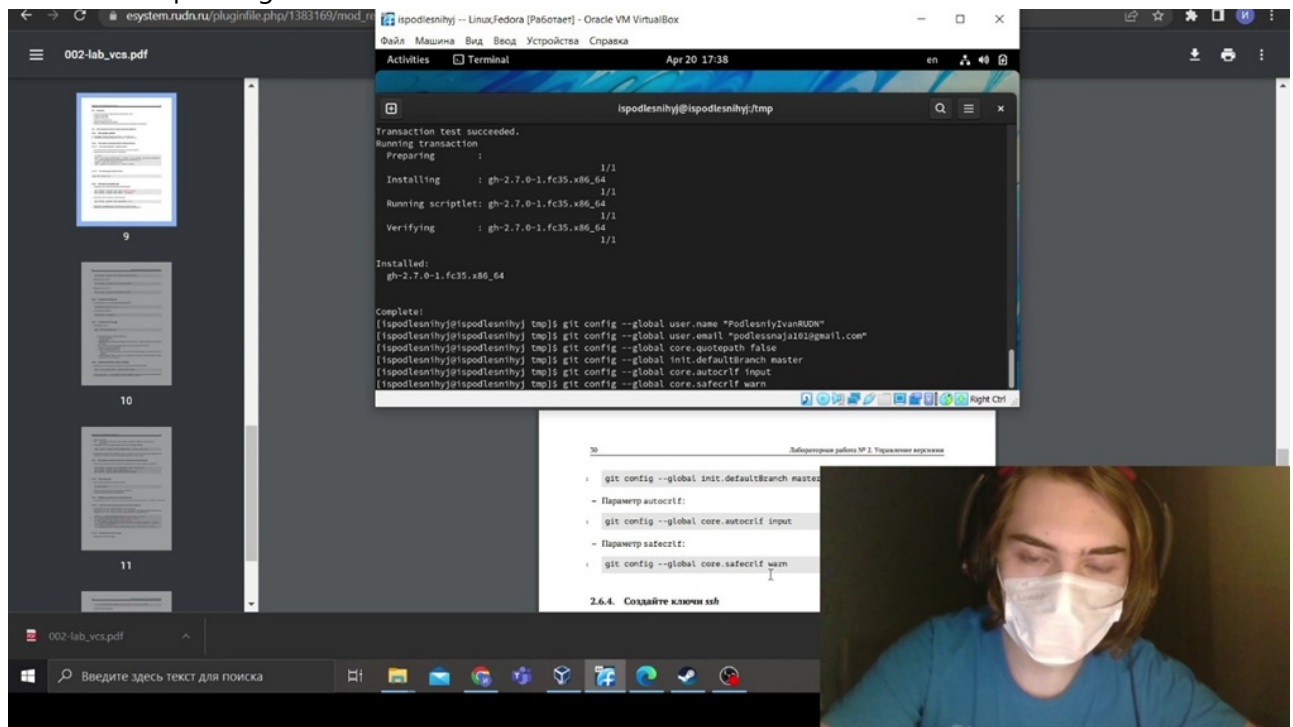 esystem.rudn.ru/pluginfile.php/1383169/mod_re
ispodlesnihyj -- Linux,Fedora [Работает] - Oracle VM VirtualBox
Файл Машина Вид Ввод Устройства Справка
002-lab_vcs.pdf
Activities Terminal Apr 20 17:38 en
ispodlesnihyj@ispodlesnihyj:/tmp
Transaction test succeeded.
Running transaction
Preparing :
1/1
Installing : gh-2.7.0-1.fc35.x86_64
1/1
Running scriptlet: gh-2.7.0-1.fc35.x86_64
1/1
Verifying : gh-2.7.0-1.fc35.x86_64
1/1
Installed:
gh-2.7.0-1.fc35.x86_64
Complete!
[ispodlesnihyj@ispodlesnihyj tmp]$ git config --global user.name "PodlesniyIvanRUDN"
[ispodlesnihyj@ispodlesnihyj tmp]$ git config --global user.email "podlessnaja101@gmail.com"
[ispodlesnihyj@ispodlesnihyj tmp]$ git config --global core.quotepath false
[ispodlesnihyj@ispodlesnihyj tmp]$ git config --global init.defaultBranch master
[ispodlesnihyj@ispodlesnihyj tmp]$ git config --global core.autocrlf input
[ispodlesnihyj@ispodlesnihyj tmp]$ git config --global core.safecrlf warn
Right Ctrl
9
10
11
30 Лабораторная работа № 2. Управление версиями
git config --global init.defaultBranch master
– Параметр autocrlf:
git config --global core.autocrlf input
– Параметр safecrlf:
git config --global core.safecrlf warn
2.6.4. Создайте ключи ssh
002-lab_vcs.pdf
Введите здесь текст для поиска